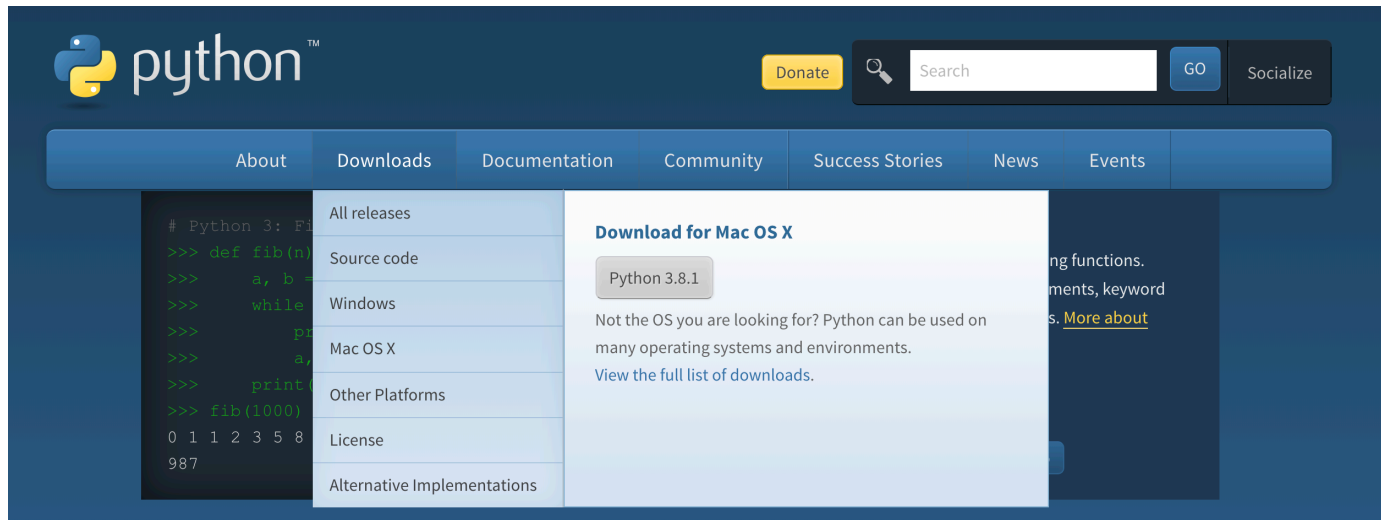 python™
Donate
Search
GO
Socialize
About
Downloads
Documentation
Community
Success Stories
News
Events
# Python 3:
>>> def fib(n)
>>> a, b =
>>> while
>>>
>>> a,
>>> print(
>>> fib(1000)
0 1 1 2 3 5 8
987
All releases
Source code
Windows
Mac OS X
Other Platforms
License
Alternative Implementations
Download for Mac OS X
Python 3.8.1
Not the OS you are looking for? Python can be used on
many operating systems and environments.
View the full list of downloads.
functions.
keyword
More about